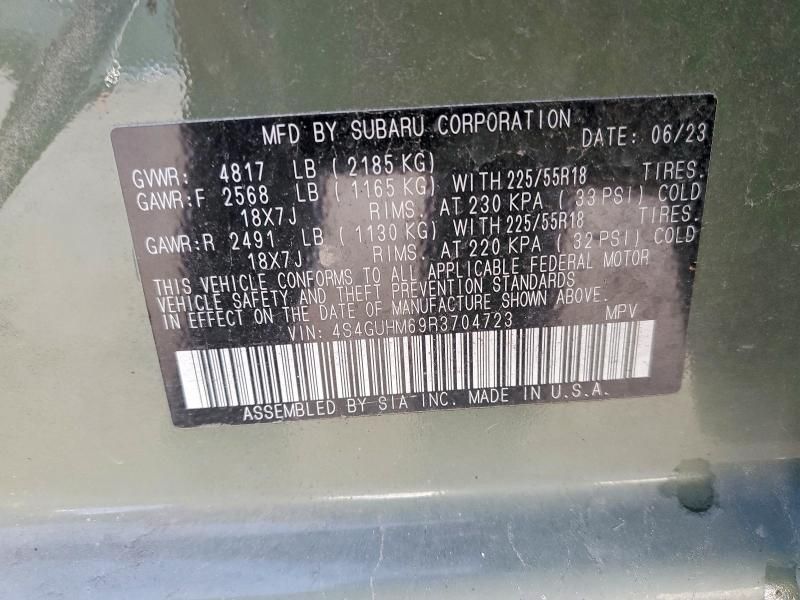 MFD BY SUBARU CORPORATION DATE: 06/23
GVWR: 4817 LB ( 2185 KG)
GAWR:F 2568 LB ( 1165 KG) WITH 225/55R18 TIRES.
18X7J RIMS. AT 230 KPA ( 33 PSI) COLD
GAWR:R 2491 LB ( 1130 KG) WITH 225/55R18 TIRES.
18X7J RIMS. AT 220 KPA ( 32 PSI) COLD
THIS VEHICLE CONFORMS TO ALL APPLICABLE FEDERAL MOTOR
VEHICLE SAFETY AND THEFT PREVENTION STANDARDS
IN EFFECT ON THE DATE OF MANUFACTURE SHOWN ABOVE.
VIN: 4S4GUHM69R3704723 MPV
ASSEMBLED BY SIA INC. MADE IN U.S.A.